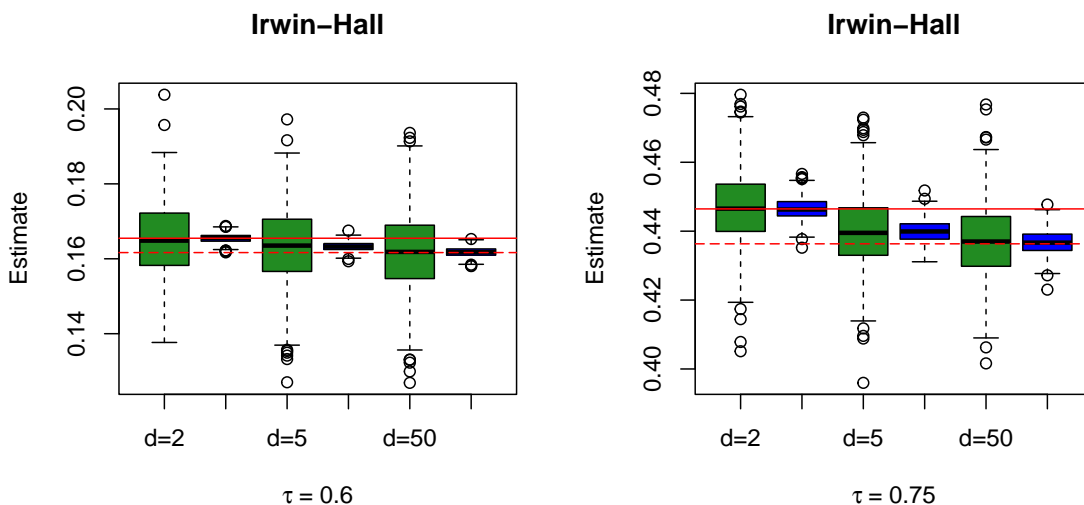 Irwin−Hall
Estimate
0.20
0.18
0.16
0.14
d=2
d=5
d=50
τ = 0.6
Irwin−Hall
Estimate
0.48
0.46
0.44
0.42
0.40
d=2
d=5
d=50
τ = 0.75